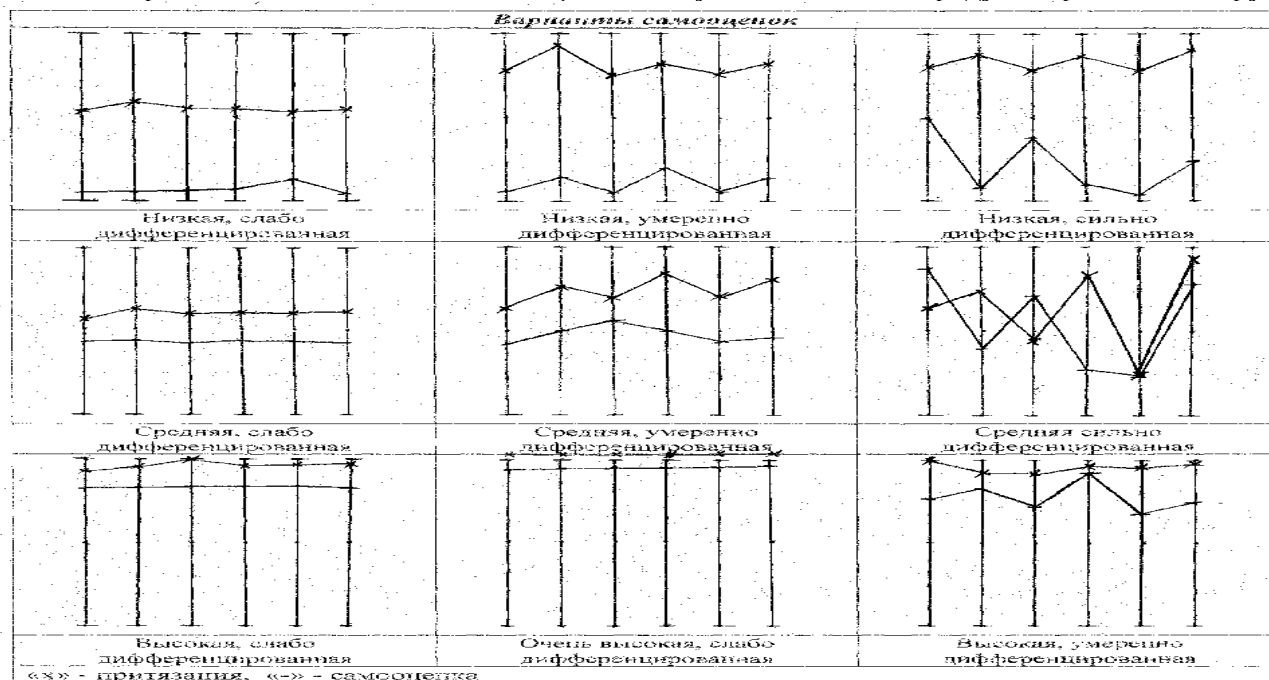 Варианты самооценок
Низкая, слабо
дифференцированная
Низкая, умеренно
дифференцированная
Низкая, сильно
дифференцированная
Средняя, слабо
дифференцированная
Средняя, умеренно
дифференцированная
Средняя сильно
дифференцированная
Высокая, слабо
дифференцированная
Очень высокая, слабо
дифференцированная
Высокая, умеренно
дифференцированная
«х» - притязация, «-» - самооценка